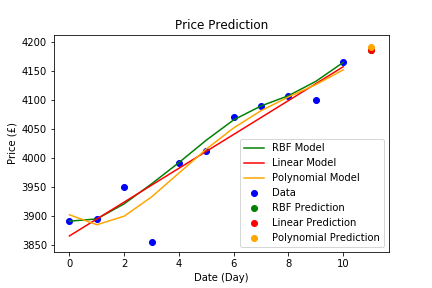 Price Prediction
4200
4150
4100
4050
4000
3950
3900
3850
Price (£)
0 2 4 6 8 10
Date (Day)
RBF Model
Linear Model
Polynomial Model
Data
RBF Prediction
Linear Prediction
Polynomial Prediction